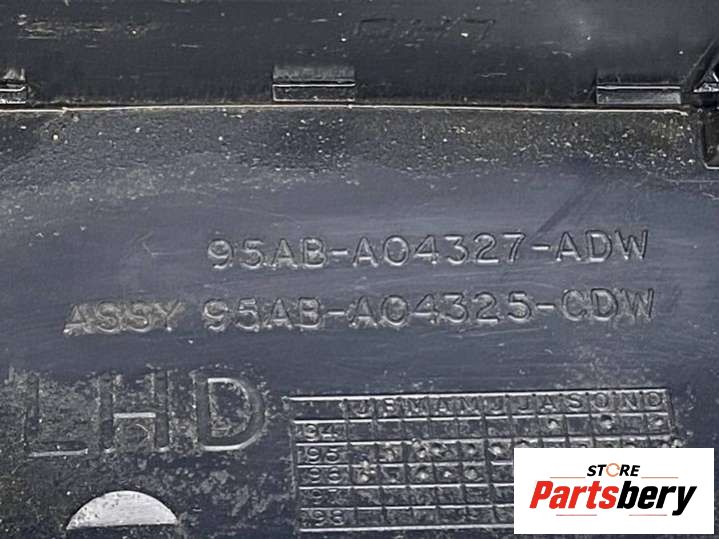 95AB-A04327-ADW
ASSY 95AB-A04325-CDW
LHD
J F M A M J J A S O N D
94
95
96
97
98
STORE
Partsbery